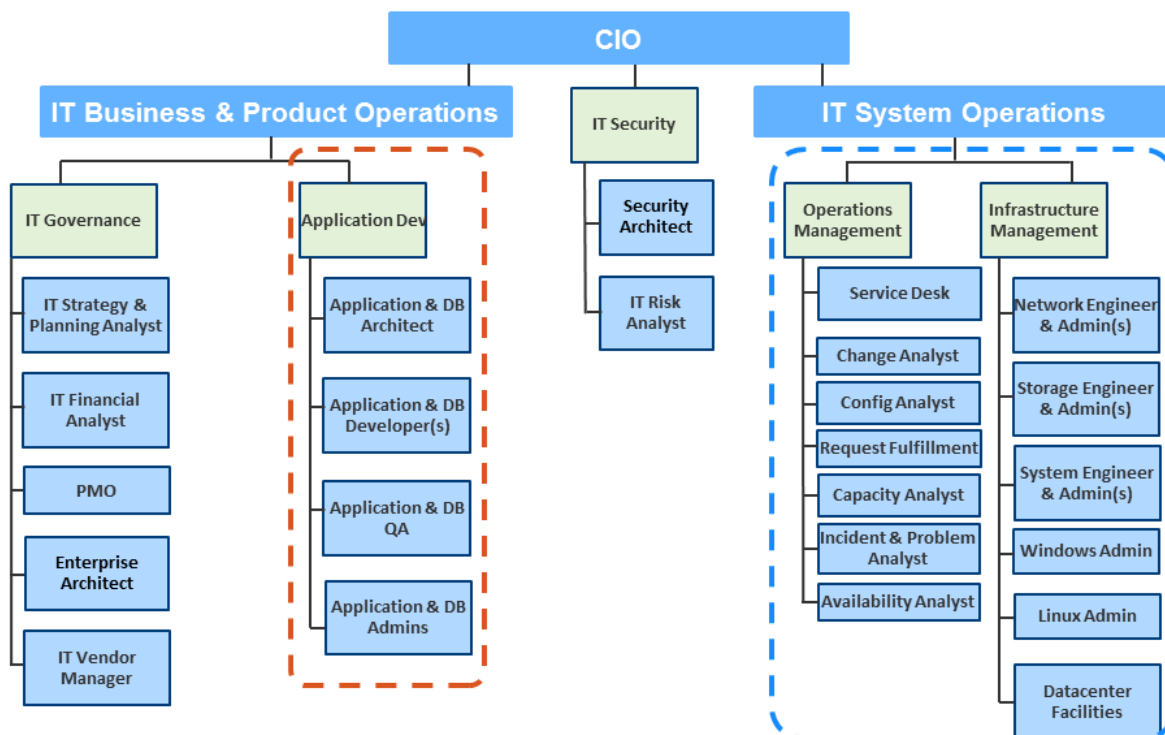 CIO
IT Business & Product Operations
IT Security
IT System Operations
IT Governance
Application Dev
Security
Architect
IT Risk
Analyst
Operations
Management
Infrastructure
Management
IT Strategy &
Planning Analyst
IT Financial
Analyst
PMO
Enterprise
Architect
IT Vendor
Manager
Application & DB
Architect
Application & DB
Developer(s)
Application & DB
QA
Application & DB
Admins
Service Desk
Change Analyst
Config Analyst
Request Fulfillment
Capacity Analyst
Incident & Problem
Analyst
Availability Analyst
Network Engineer
& Admin(s)
Storage Engineer
& Admin(s)
System Engineer
& Admin(s)
Windows Admin
Linux Admin
Datacenter
Facilities